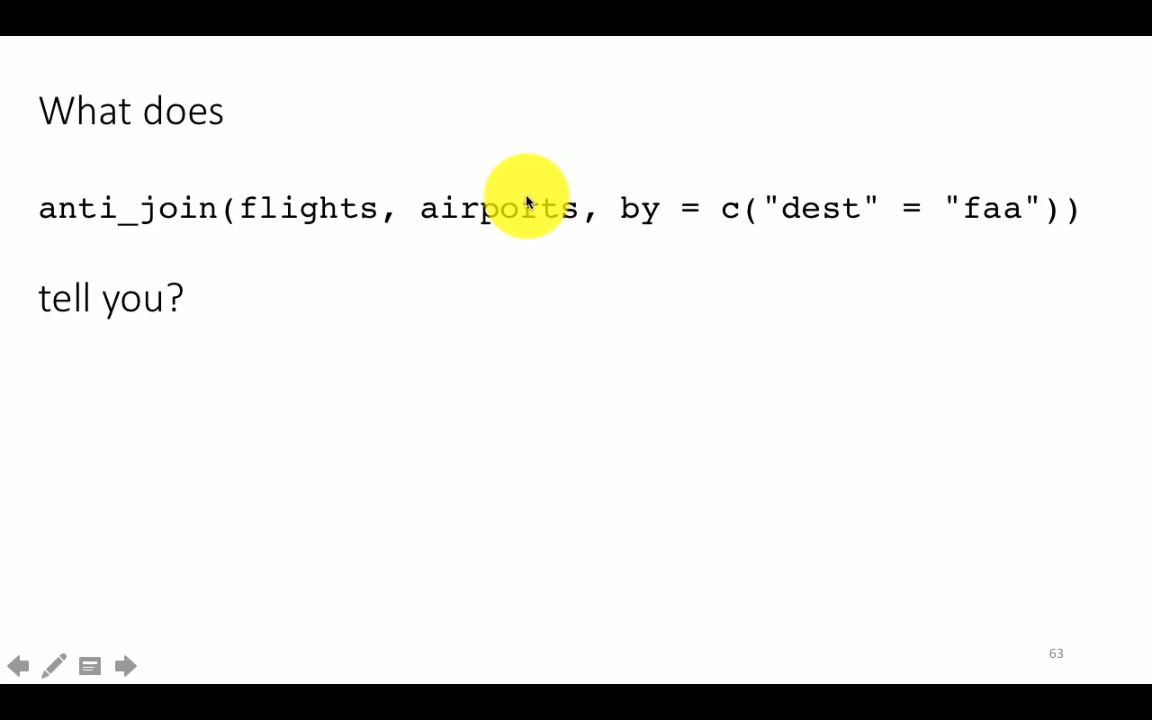 What does
anti_join(flights, airports, by = c("dest" = "faa"))
tell you?
63